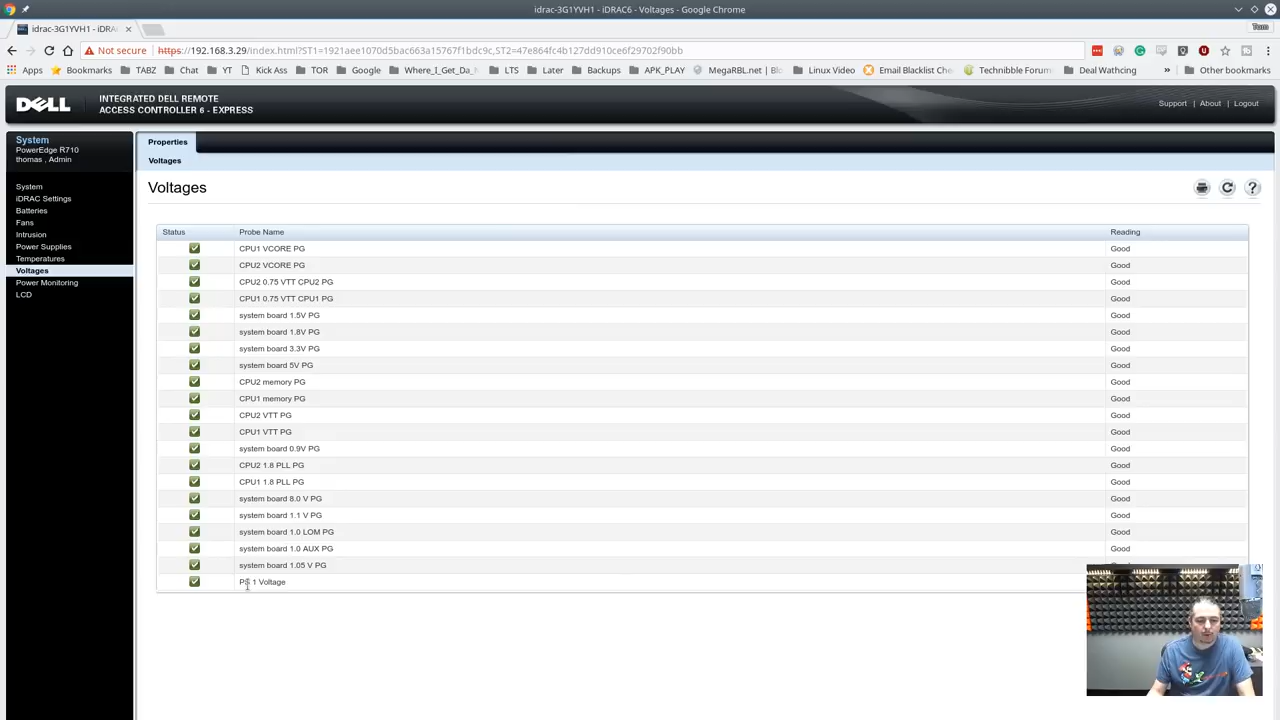 idrac-3G1YVH1 - iDRAC6 - Voltages - Google Chrome
idrac-3G1YVH1 - iDRA
Tom
Not secure https://192.168.3.29/index.html?ST1=1921aee1070d5bac663a15767f1bdc9c,ST2=47e864fc4b127dd910ce6f29702f90bb
Apps Bookmarks TABZ Chat YT Kick Ass TOR Google Where_I_Get_Da_ LTS Later Backups APK_PLAY MegaRBL.net | Blo Linux Video Email Blacklist Che Technibble Forum Deal Wathcing » Other bookmarks
DELL
INTEGRATED DELL REMOTE
ACCESS CONTROLLER 6 - EXPRESS
Support | About | Logout
System
PowerEdge R710
thomas , Admin
System
iDRAC Settings
Batteries
Fans
Intrusion
Power Supplies
Temperatures
Voltages
Power Monitoring
LCD
Properties
Voltages
Voltages
Status Probe Name Reading
CPU1 VCORE PG Good
CPU2 VCORE PG Good
CPU2 0.75 VTT CPU2 PG Good
CPU1 0.75 VTT CPU1 PG Good
system board 1.5V PG Good
system board 1.8V PG Good
system board 3.3V PG Good
system board 5V PG Good
CPU2 memory PG Good
CPU1 memory PG Good
CPU2 VTT PG Good
CPU1 VTT PG Good
system board 0.9V PG Good
CPU2 1.8 PLL PG Good
CPU1 1.8 PLL PG Good
system board 8.0 V PG Good
system board 1.1 V PG Good
system board 1.0 LOM PG Good
system board 1.0 AUX PG Good
system board 1.05 V PG
PS 1 Voltage